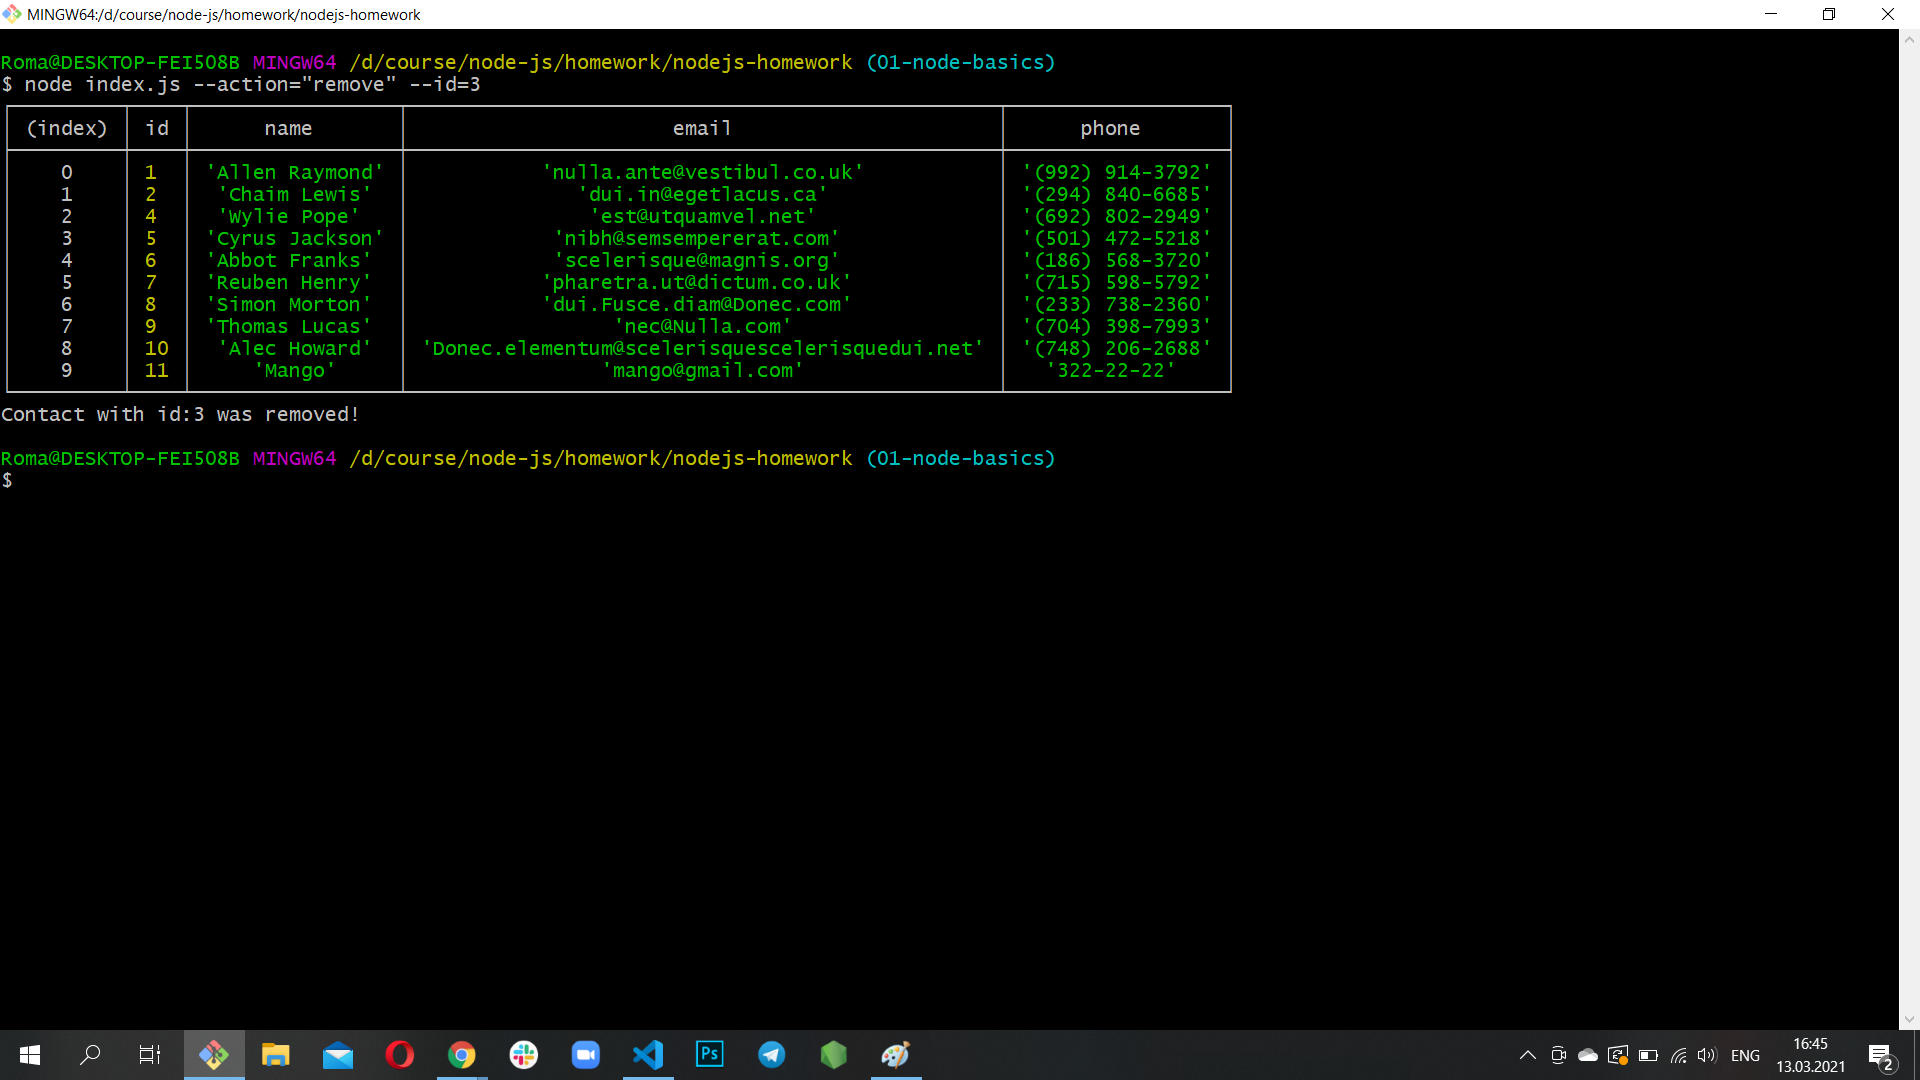 MINGW64:/d/course/node-js/homework/nodejs-homework
Roma@DESKTOP-FEI508B MINGW64 /d/course/node-js/homework/nodejs-homework (01-node-basics)
$ node index.js --action="remove" --id=3
(index) id name email phone
0 1 'Allen Raymond' 'nulla.ante@vestibul.co.uk' '(992) 914-3792'
1 2 'Chaim Lewis' 'dui.in@egetlacus.ca' '(294) 840-6685'
2 4 'Wylie Pope' 'est@utquamvel.net' '(692) 802-2949'
3 5 'Cyrus Jackson' 'nibh@semsempererat.com' '(501) 472-5218'
4 6 'Abbot Franks' 'scelerisque@magnis.org' '(186) 568-3720'
5 7 'Reuben Henry' 'pharetra.ut@dictum.co.uk' '(715) 598-5792'
6 8 'Simon Morton' 'dui.Fusce.diam@Donec.com' '(233) 738-2360'
7 9 'Thomas Lucas' 'nec@Nulla.com' '(704) 398-7993'
8 10 'Alec Howard' 'Donec.elementum@scelerisquescelerisquedui.net' '(748) 206-2688'
9 11 'Mango' 'mango@gmail.com' '322-22-22'
Contact with id:3 was removed!
Roma@DESKTOP-FEI508B MINGW64 /d/course/node-js/homework/nodejs-homework (01-node-basics)
$
Ps
ENG
16:45
13.03.2021
2